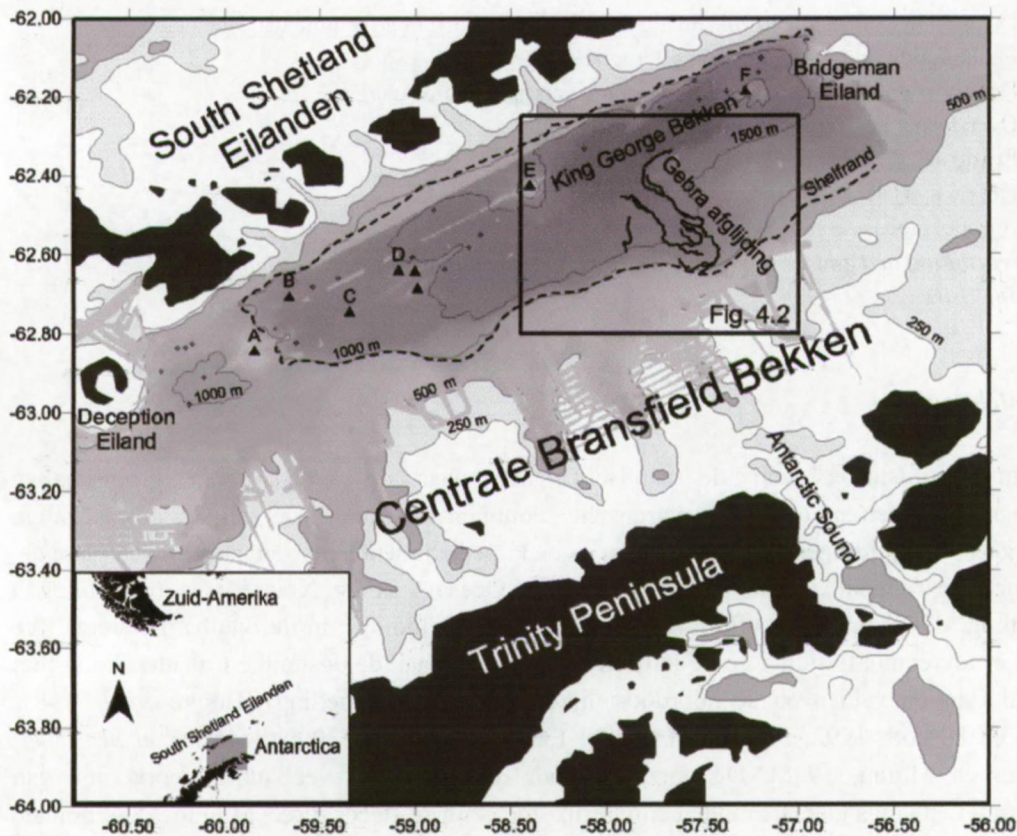 -62.00
-62.20
-62.40
-62.60
-62.80
-63.00
-63.20
-63.40
-63.60
-63.80
-64.00
South Shetland
Eilanden
F
Bridgeman
Eiland
500 m
1500 m
King George Bekken
E
Gebra afglijding
Shelfrand
D
B
C
A
Fig. 4.2
1000 m
1000 m
250 m
500 m
250 m
Deception
Eiland
Centrale Bransfield Bekken
Antarctic Sound
Trinity Peninsula
Zuid-Amerika
N
South Shetland Eilanden
Antarctica
-60.50
-60.00
-59.50
-59.00
-58.50
-58.00
-57.50
-57.00
-56.50
-56.00
-55.50